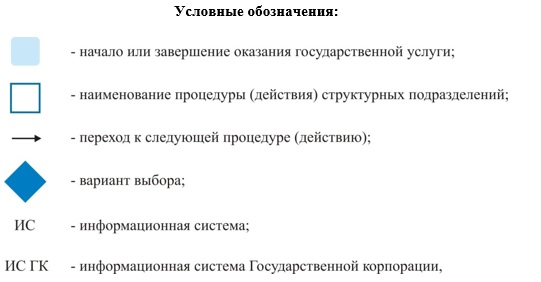 Условные обозначения:
- начало или завершение оказания государственной услуги;
- наименование процедуры (действия) структурных подразделений;
- переход к следующей процедуре (действию);
- вариант выбора;
ИС - информационная система;
ИС ГК - информационная система Государственной корпорации,